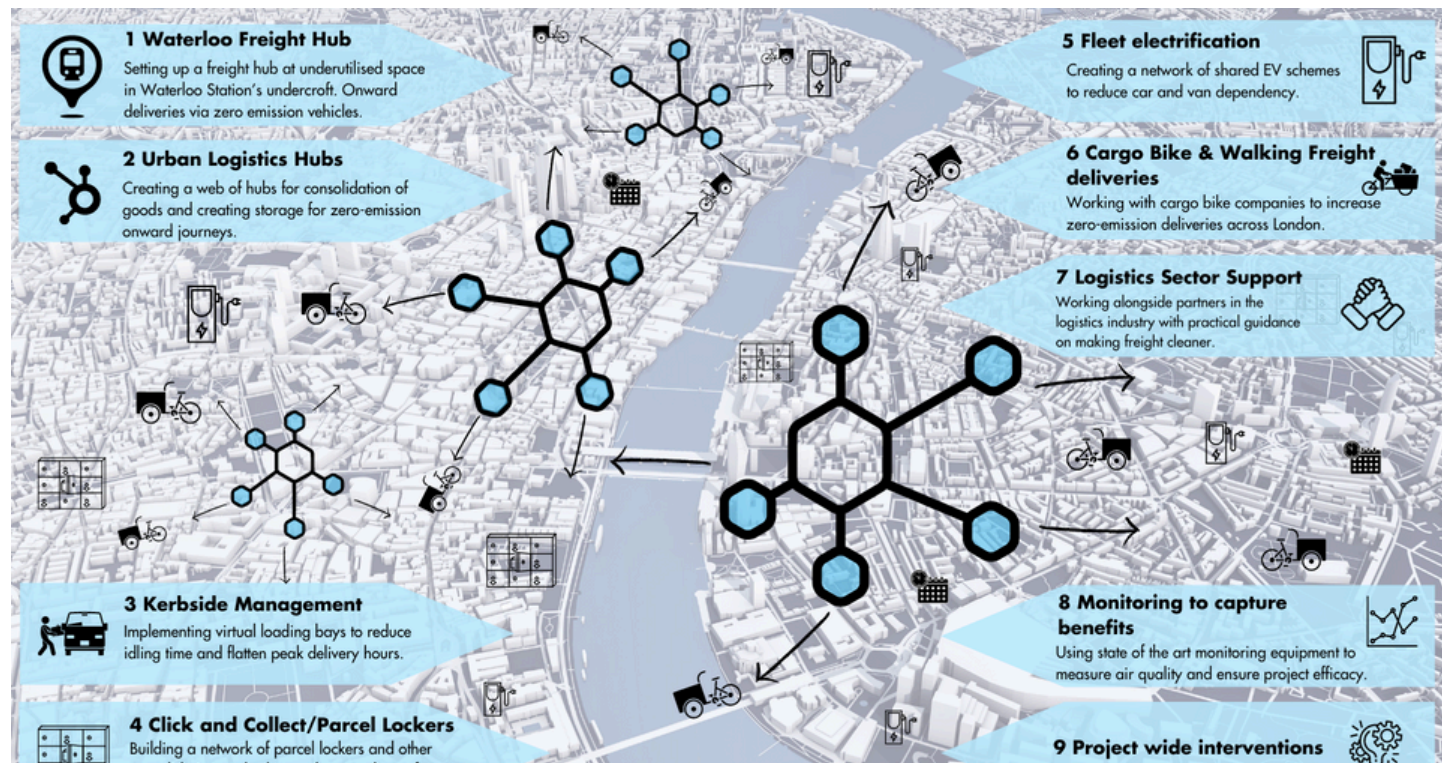 1 Waterloo Freight Hub
Setting up a freight hub at underutilised space
in Waterloo Station's undercroft. Onward
deliveries via zero emission vehicles.
2 Urban Logistics Hubs
Creating a web of hubs for consolidation of
goods and creating storage for zero-emission
onward journeys.
3 Kerbside Management
Implementing virtual loading bays to reduce
idling time and flatten peak delivery hours.
4 Click and Collect/Parcel Lockers
Building a network of parcel lockers and other
5 Fleet electrification
Creating a network of shared EV schemes
to reduce car and van dependency.
6 Cargo Bike & Walking Freight
deliveries
Working with cargo bike companies to increase
zero-emission deliveries across London.
7 Logistics Sector Support
Working alongside partners in the
logistics industry with practical guidance
on making freight cleaner.
8 Monitoring to capture
benefits
Using state of the art monitoring equipment to
measure air quality and ensure project efficacy.
9 Project wide interventions